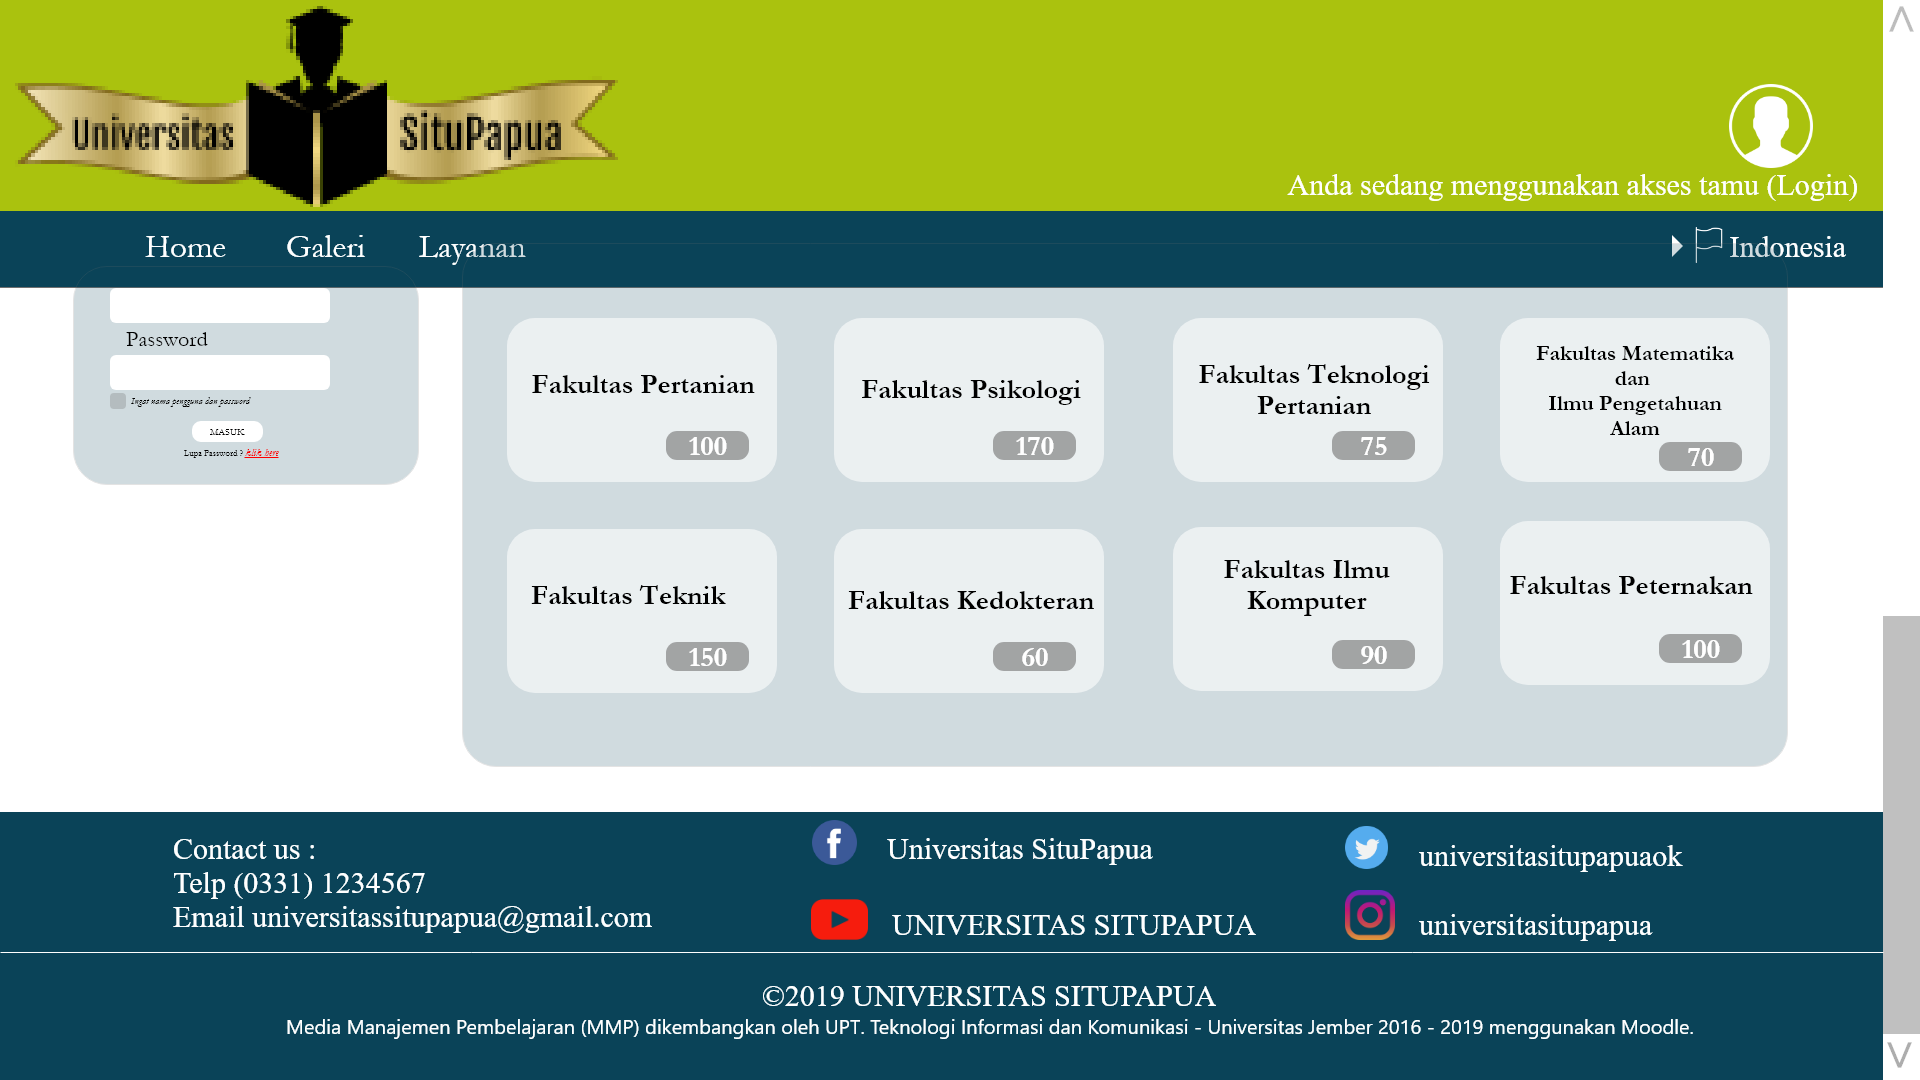 Universitas SituPapua
Anda sedang menggunakan akses tamu (Login)
Home Galeri Layanan Indonesia
Password
Ingat nama pengguna dan password
MASUK
Lupa Password ? klik here
Fakultas Pertanian
100
Fakultas Psikologi
170
Fakultas Teknologi
Pertanian
75
Fakultas Matematika
dan
Ilmu Pengetahuan
Alam
70
Fakultas Teknik
150
Fakultas Kedokteran
60
Fakultas Ilmu
Komputer
90
Fakultas Peternakan
100
Contact us :
Telp (0331) 1234567
Email universitassitupapua@gmail.com
Universitas SituPapua
UNIVERSITAS SITUPAPUA
universitasitupapuaok
universitasitupapua
©2019 UNIVERSITAS SITUPAPUA
Media Manajemen Pembelajaran (MMP) dikembangkan oleh UPT. Teknologi Informasi dan Komunikasi - Universitas Jember 2016 - 2019 menggunakan Moodle.